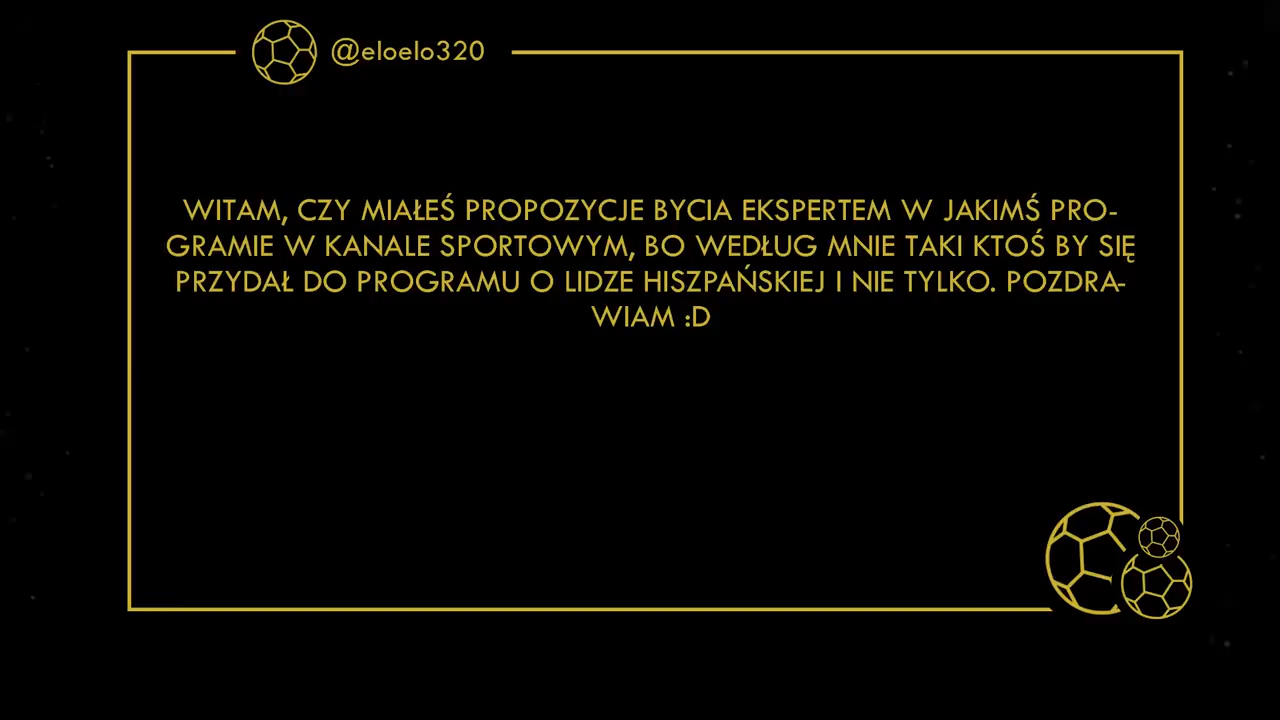 @eloelo320
WITAM, CZY MIAŁEŚ PROPOZYCJE BYCIA EKSPERTEM W JAKIMŚ PRO-
GRAMIE W KANALE SPORTOWYM, BO WEDŁUG MNIE TAKI KTOŚ BY SIĘ
PRZYDAŁ DO PROGRAMU O LIDZE HISZPAŃSKIEJ I NIE TYLKO. POZDRA-
WIAM :D